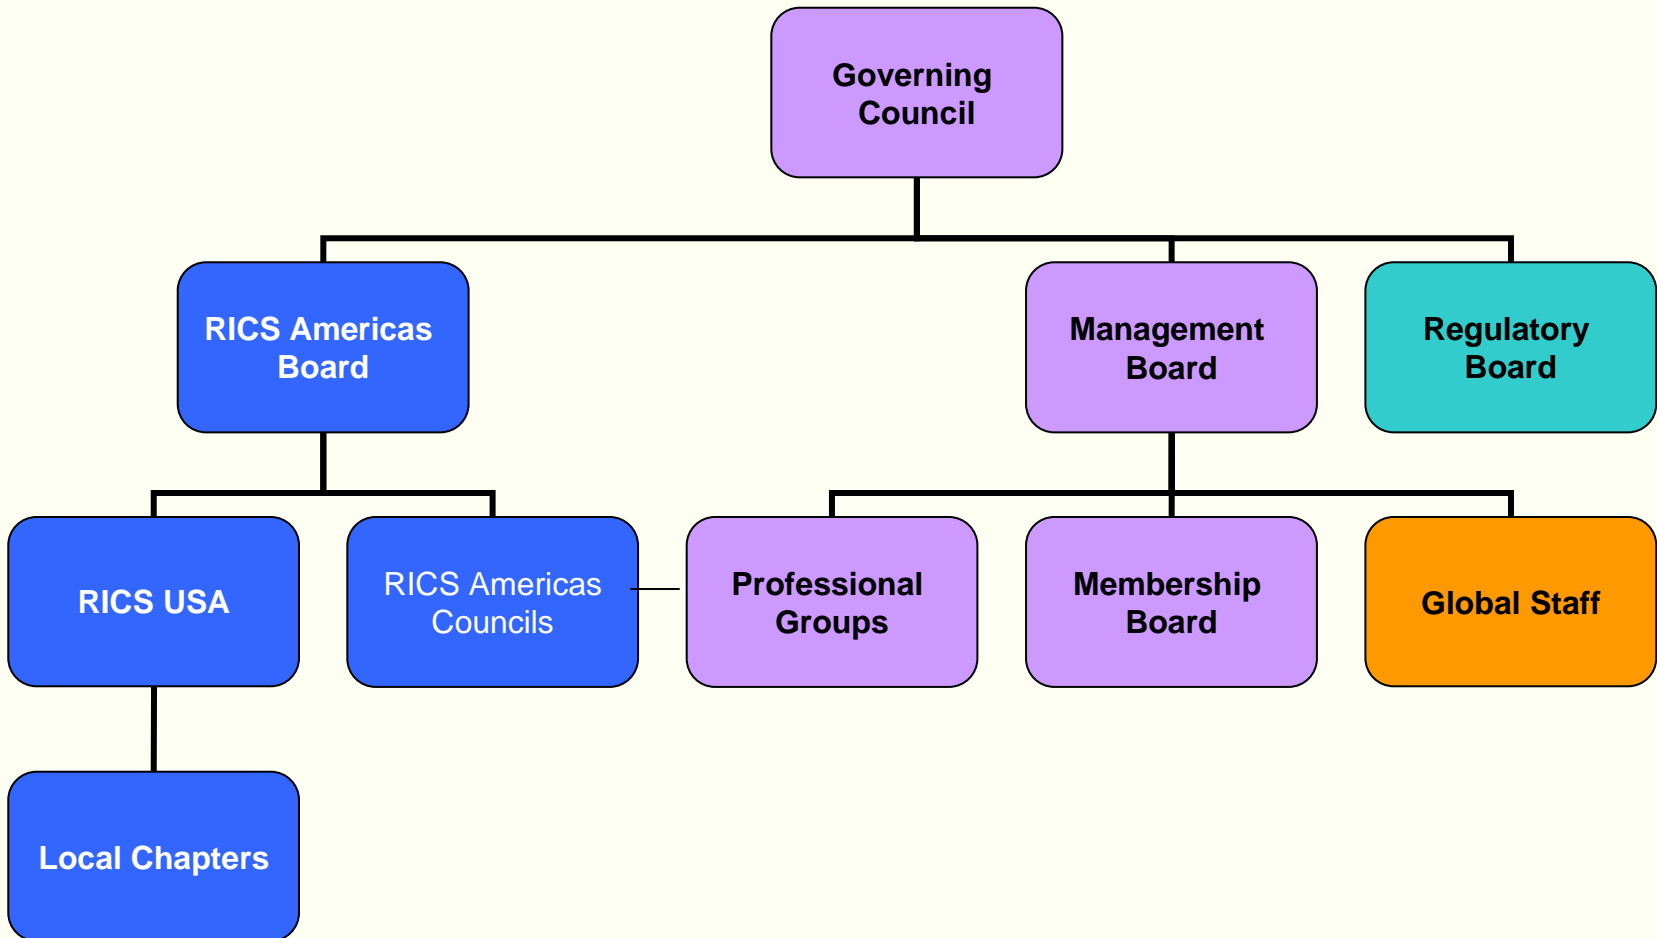 Governing
Council
RICS Americas
Board
Management
Board
Regulatory
Board
RICS USA
RICS Americas
Councils
Professional
Groups
Membership
Board
Global Staff
Local Chapters